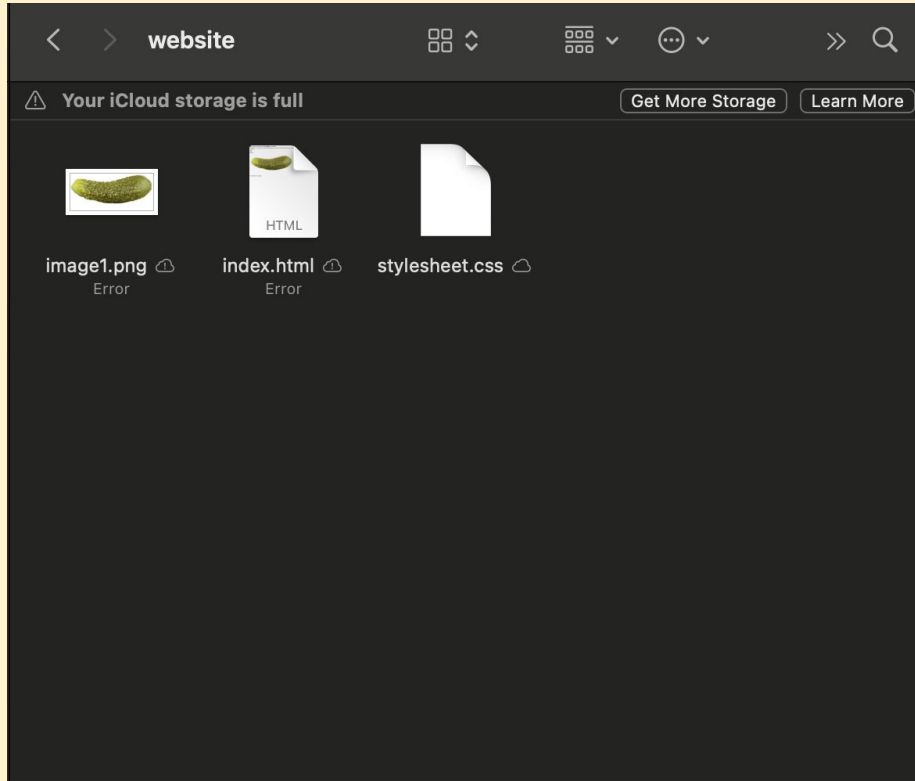 website
Your iCloud storage is full
Get More Storage
Learn More
HTML
image1.png
index.html
stylesheet.css
Error
Error